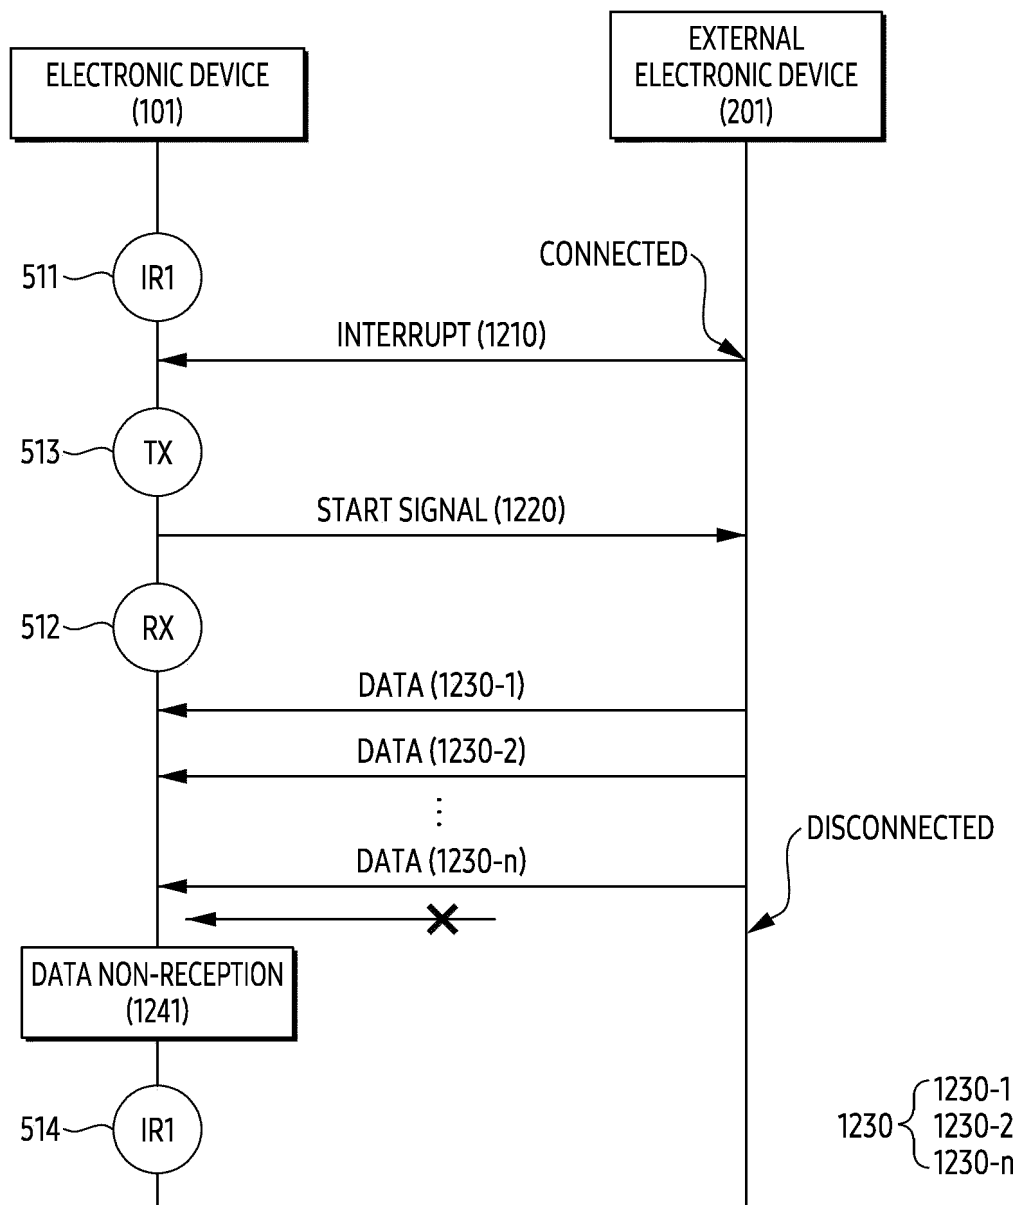 ELECTRONIC DEVICE
(101)
EXTERNAL
ELECTRONIC DEVICE
(201)
511
IR1
CONNECTED
INTERRUPT (1210)
513
TX
START SIGNAL (1220)
512
RX
DATA (1230-1)
DATA (1230-2)
DISCONNECTED
DATA (1230-n)
DATA NON-RECEPTION
(1241)
514
IR1
1230
1230-1
1230-2
1230-n